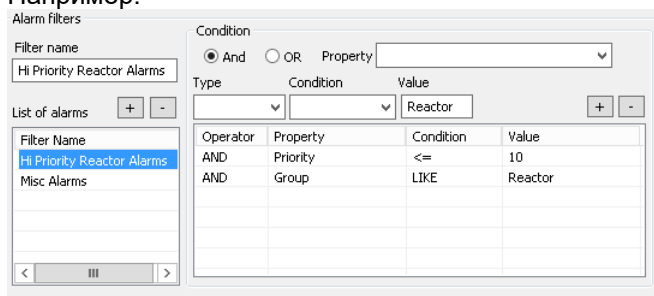 Например:
Alarm filters
Condition
Filter name
And OR Property
Hi Priority Reactor Alarms
Type Condition Value
List of alarms + -
Reactor + -
Filter Name
Hi Priority Reactor Alarms
Misc Alarms
Operator Property Condition Value
AND Priority <= 10
AND Group LIKE Reactor